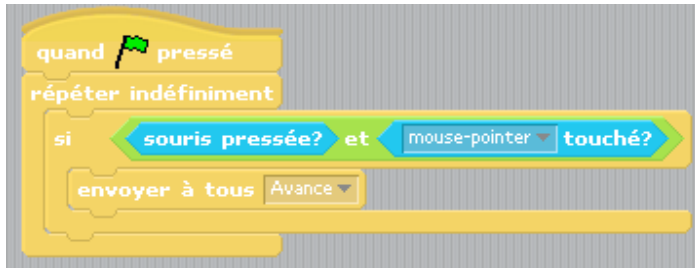 quand pressé
répéter indéfiniment
si souris pressée? et mouse-pointer touché?
envoyer à tous Avance